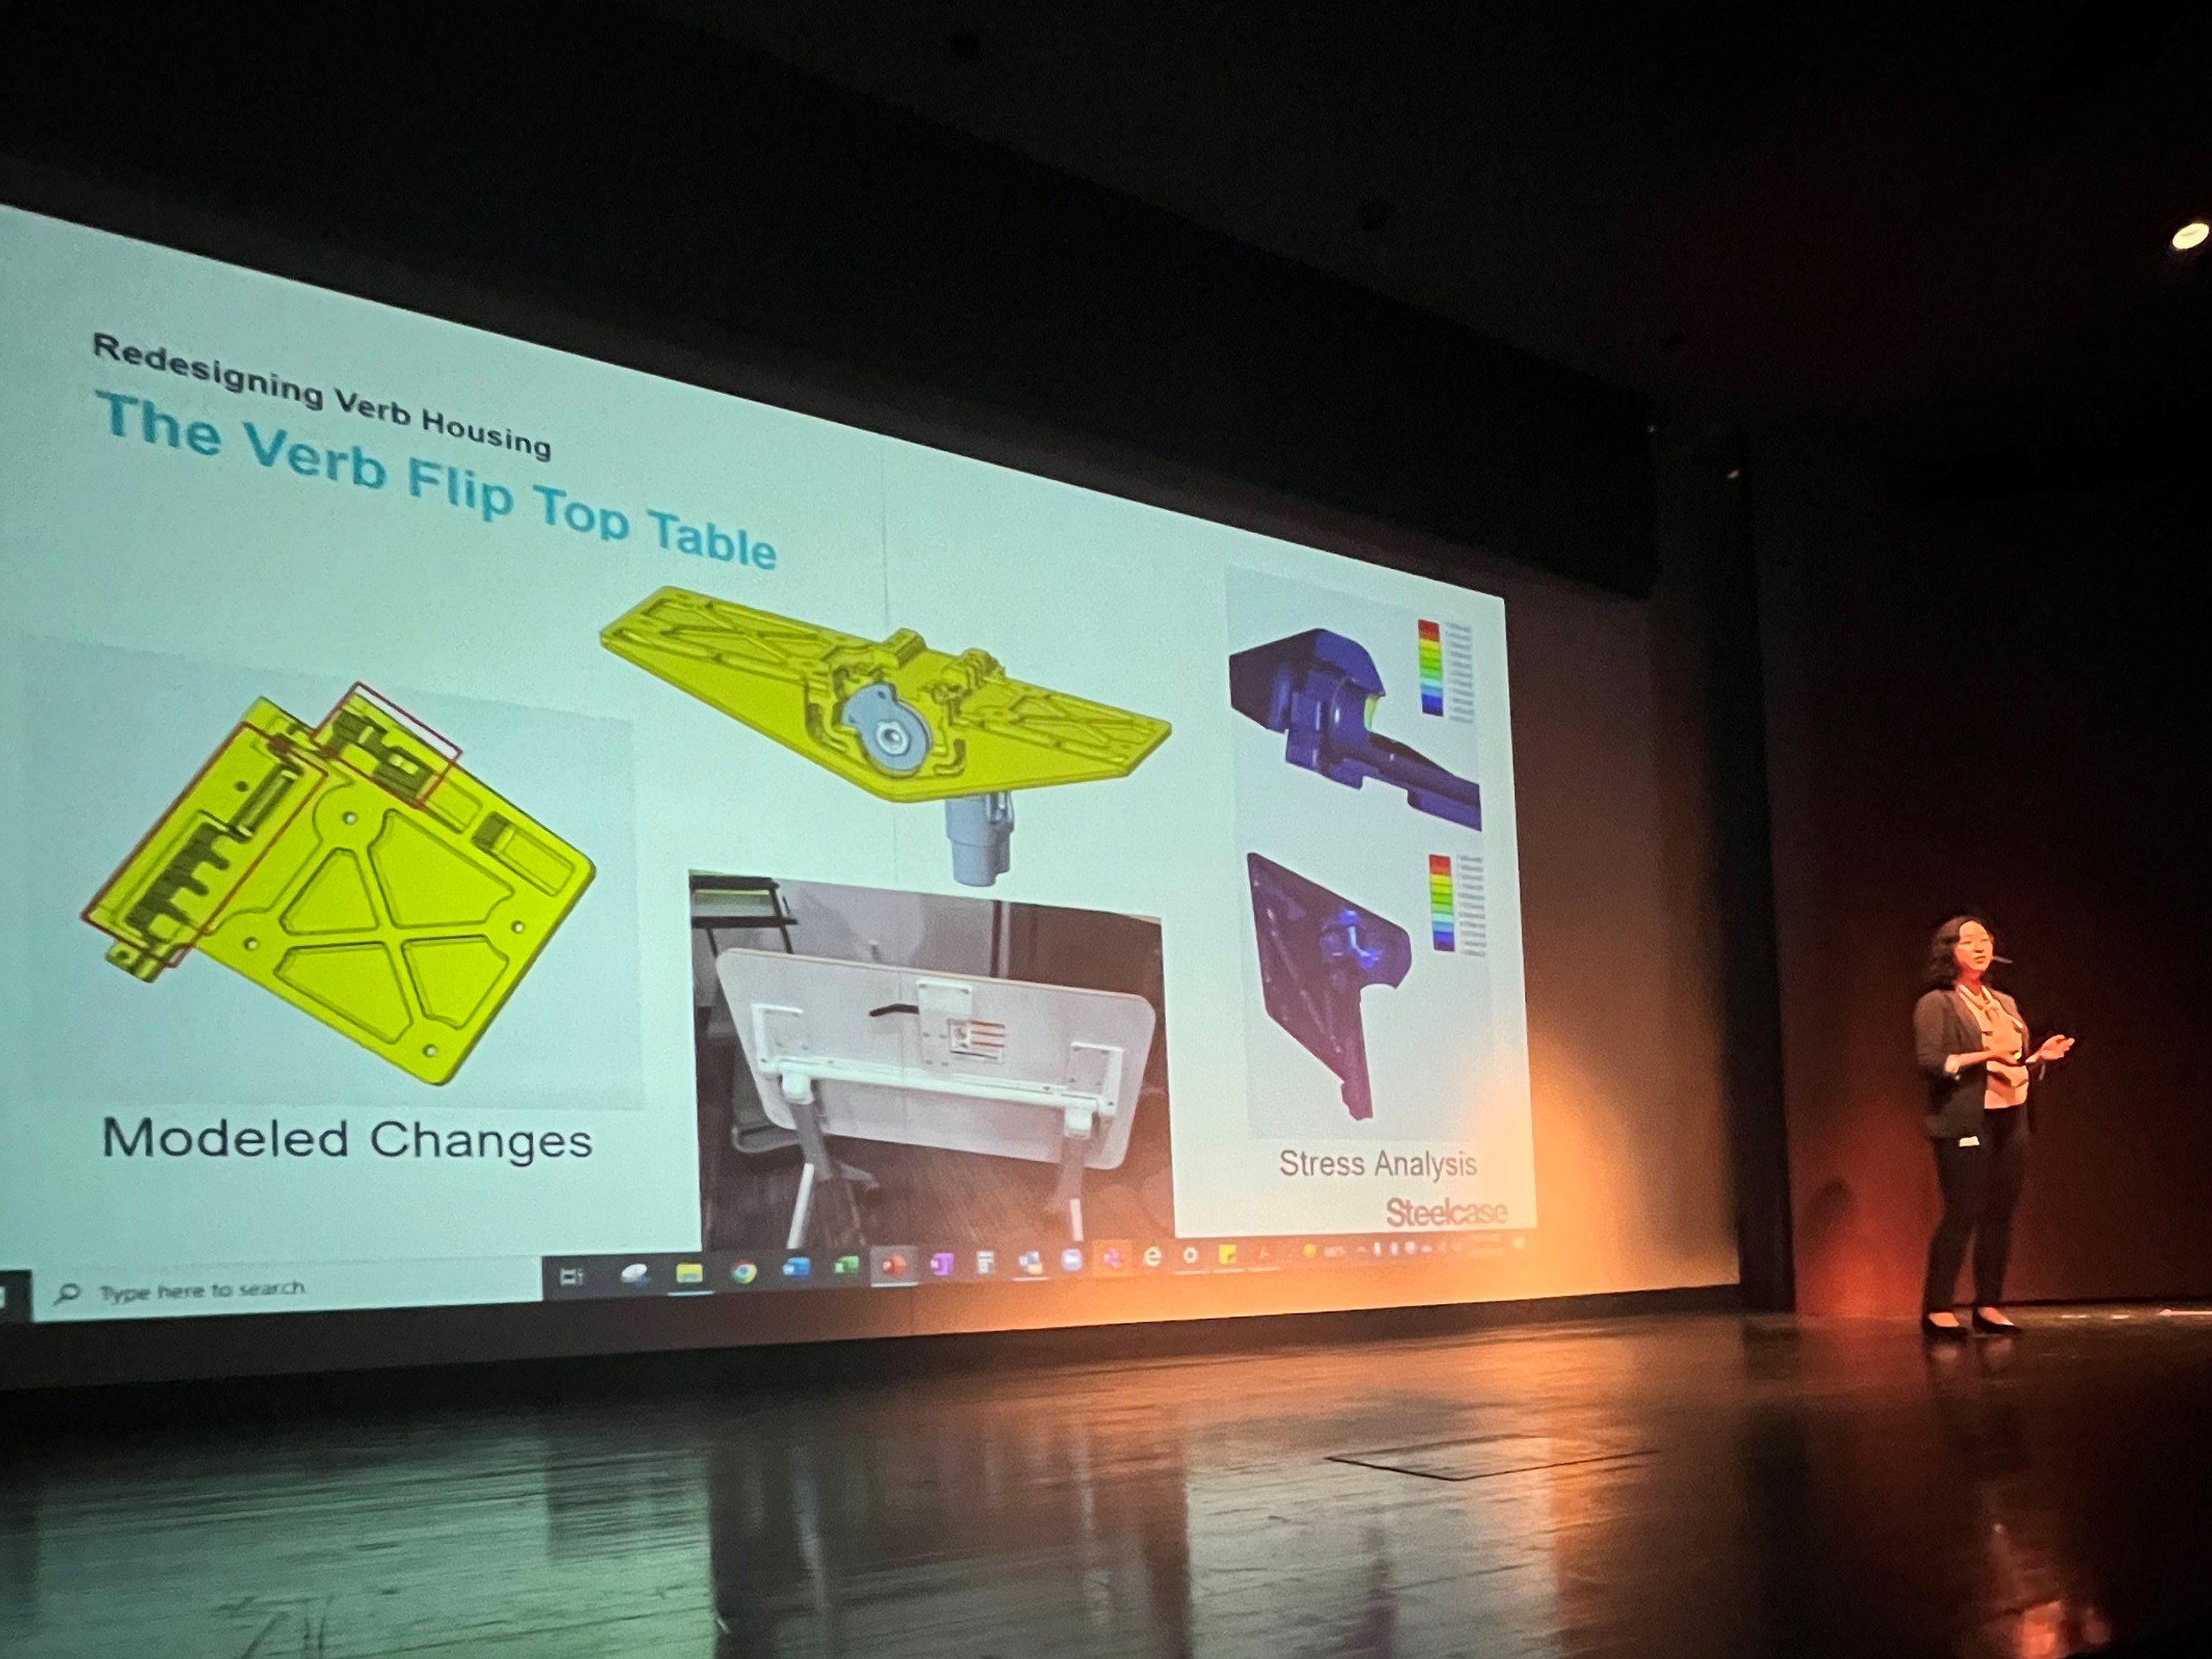 Redesigning Verb Housing
The Verb Flip Top Table
Modeled Changes
Stress Analysis
Steelcase
Type here to search